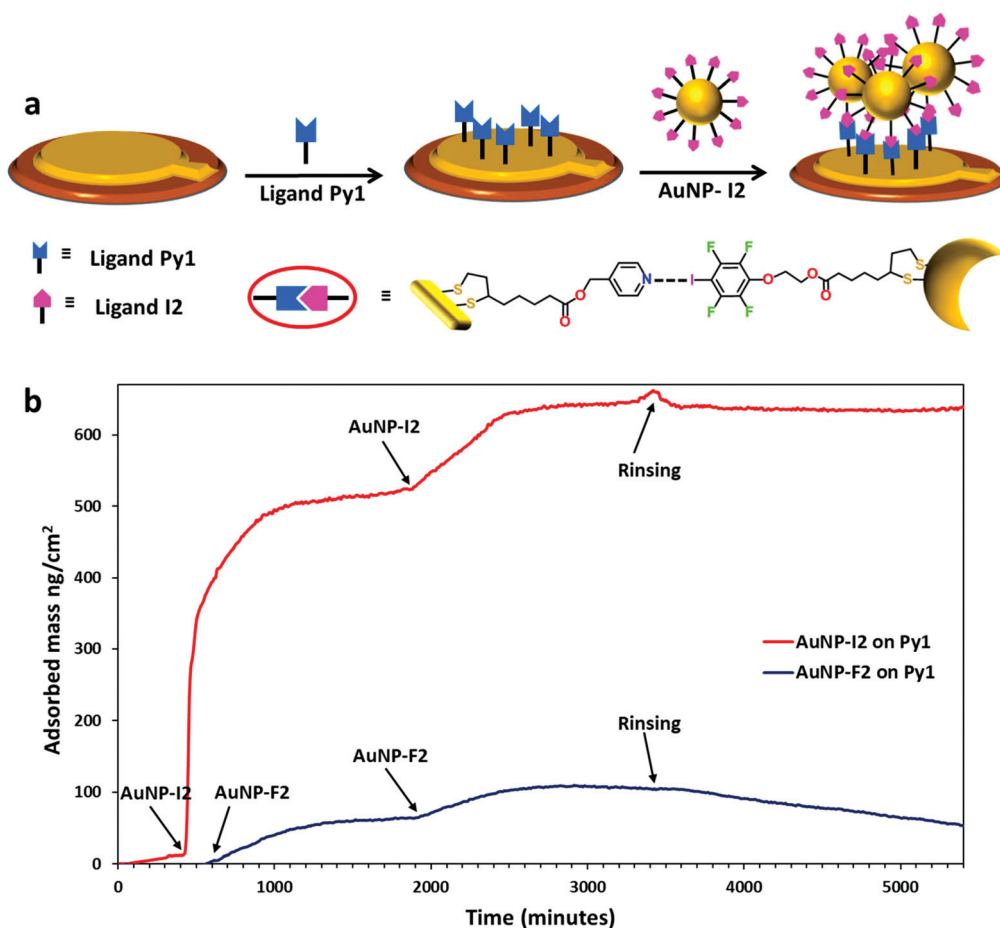 a
Ligand Py1
AuNP- I2
≡ Ligand Py1
≡ Ligand I2
≡
S
S
O
O
N
I
F
F
F
F
O
O
O
S
S
b
Adsorbed mass ng/cm²
600
500
400
300
200
100
0
AuNP-I2
Rinsing
AuNP-I2 on Py1
AuNP-F2 on Py1
Rinsing
AuNP-F2
AuNP-I2
AuNP-F2
0 1000 2000 3000 4000 5000
Time (minutes)